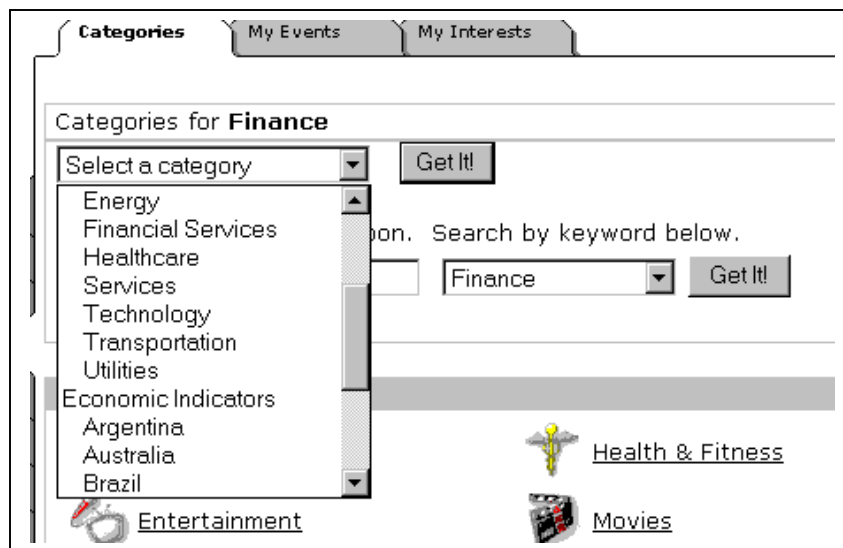 Categories My Events My Interests
Categories for Finance
Select a category Get It!
Energy
Financial Services
Healthcare
Services
Technology
Transportation
Utilities
Economic Indicators
Argentina
Australia
Brazil
Search by keyword below.
Finance Get It!
Health & Fitness
Entertainment Movies